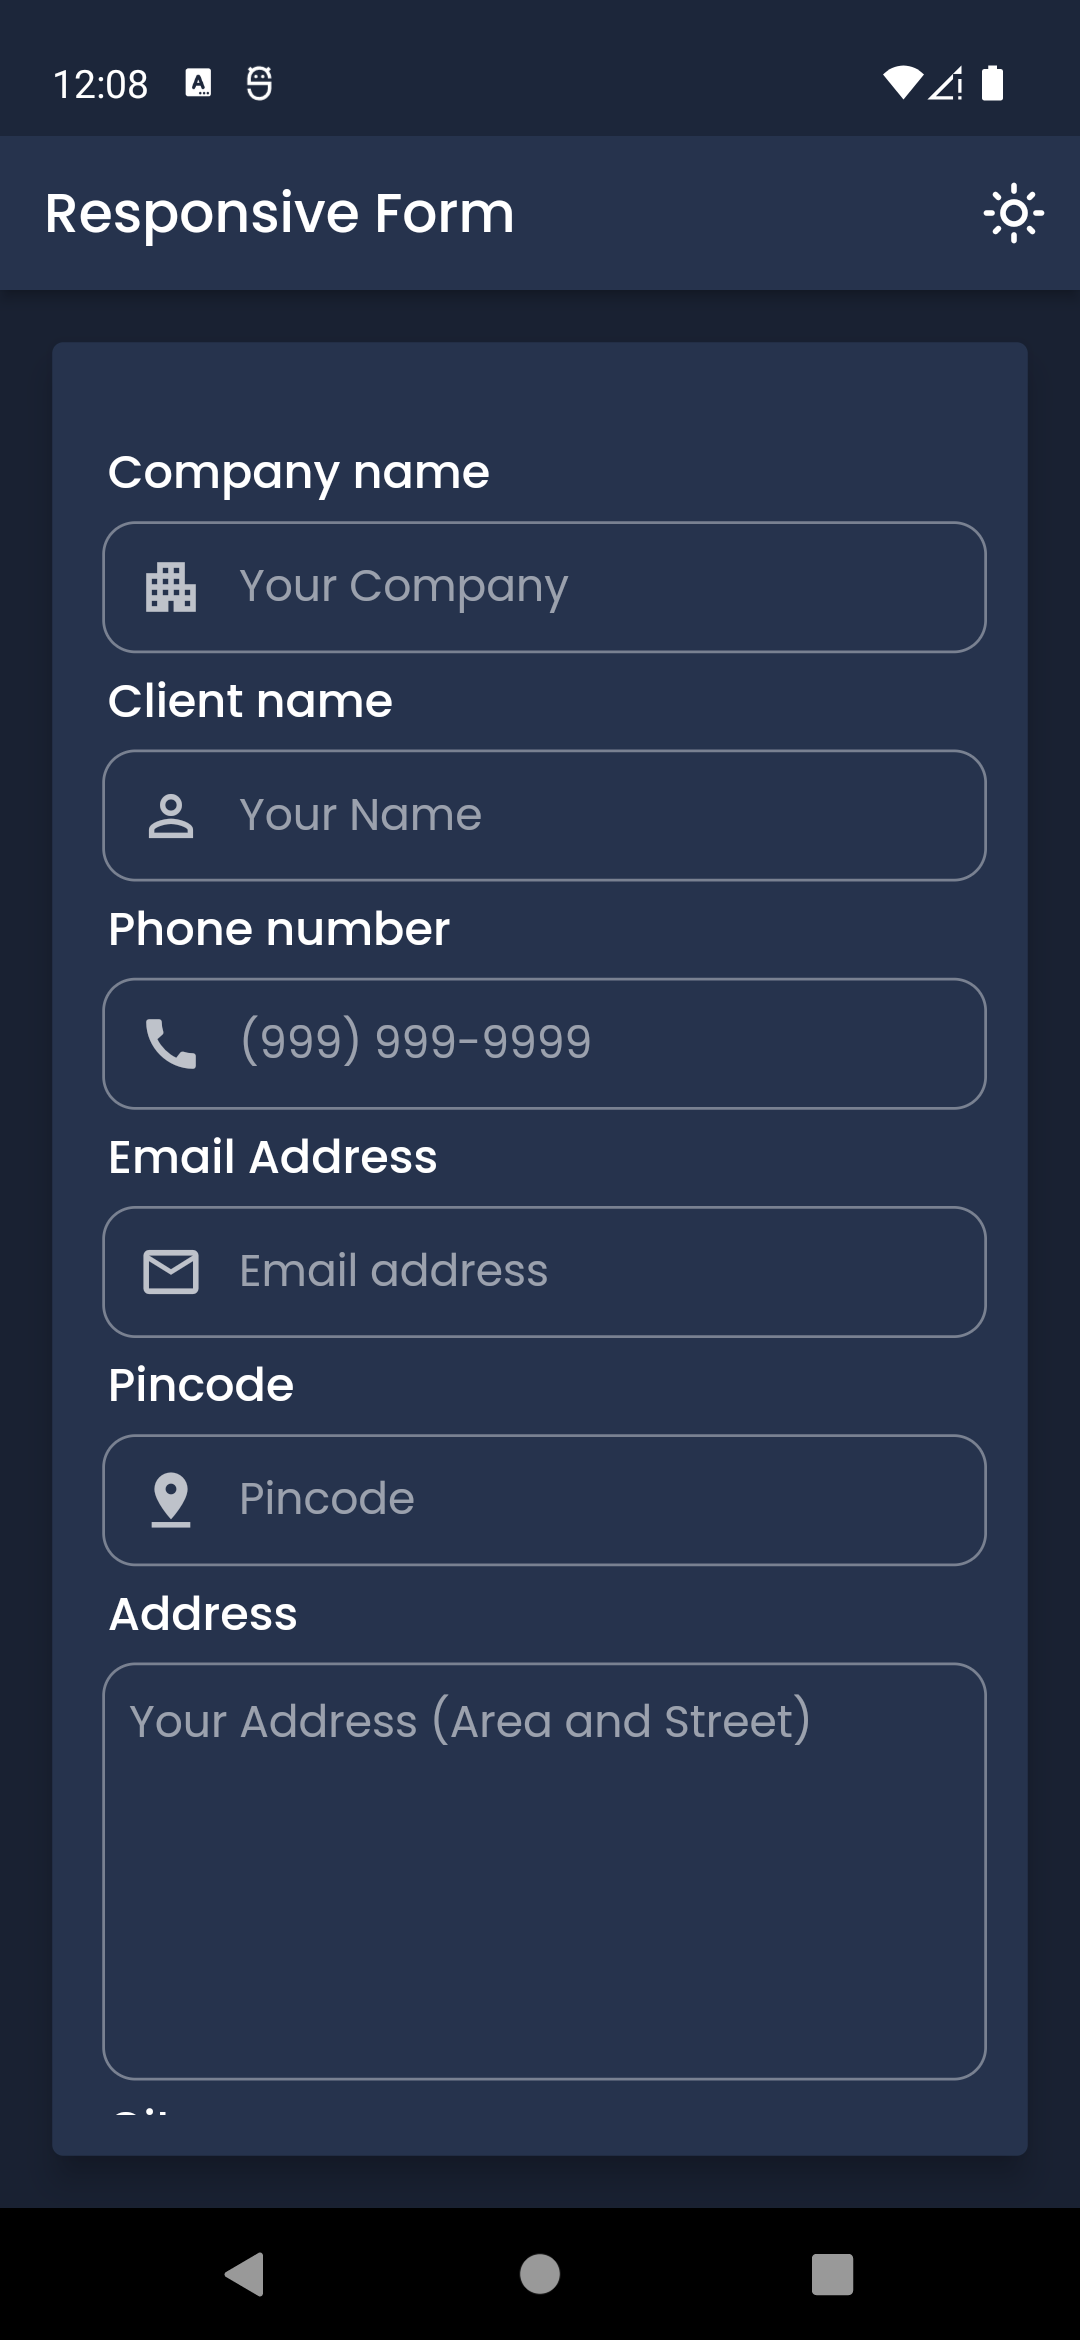 12:08
Responsive Form
Company name
Your Company
Client name
Your Name
Phone number
(999) 999-9999
Email Address
Email address
Pincode
Pincode
Address
Your Address (Area and Street)